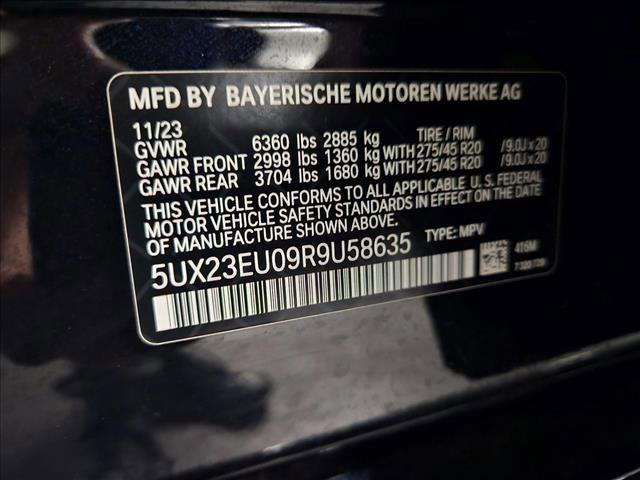 MFD BY BAYERISCHE MOTOREN WERKE AG
11/23 TIRE / RIM
GVWR 6360 lbs 2885 kg
GAWR FRONT 2998 lbs 1360 kg WITH 275/45 R20 /9.0J x 20
GAWR REAR 3704 lbs 1680 kg WITH 275/45 R20 /9.0J x 20
THIS VEHICLE CONFORMS TO ALL APPLICABLE U.S. FEDERAL
MOTOR VEHICLE SAFETY STANDARDS IN EFFECT ON THE DATE
OF MANUFACTURE SHOWN ABOVE.
5UX23EU09R9U58635 TYPE: MPV
416M